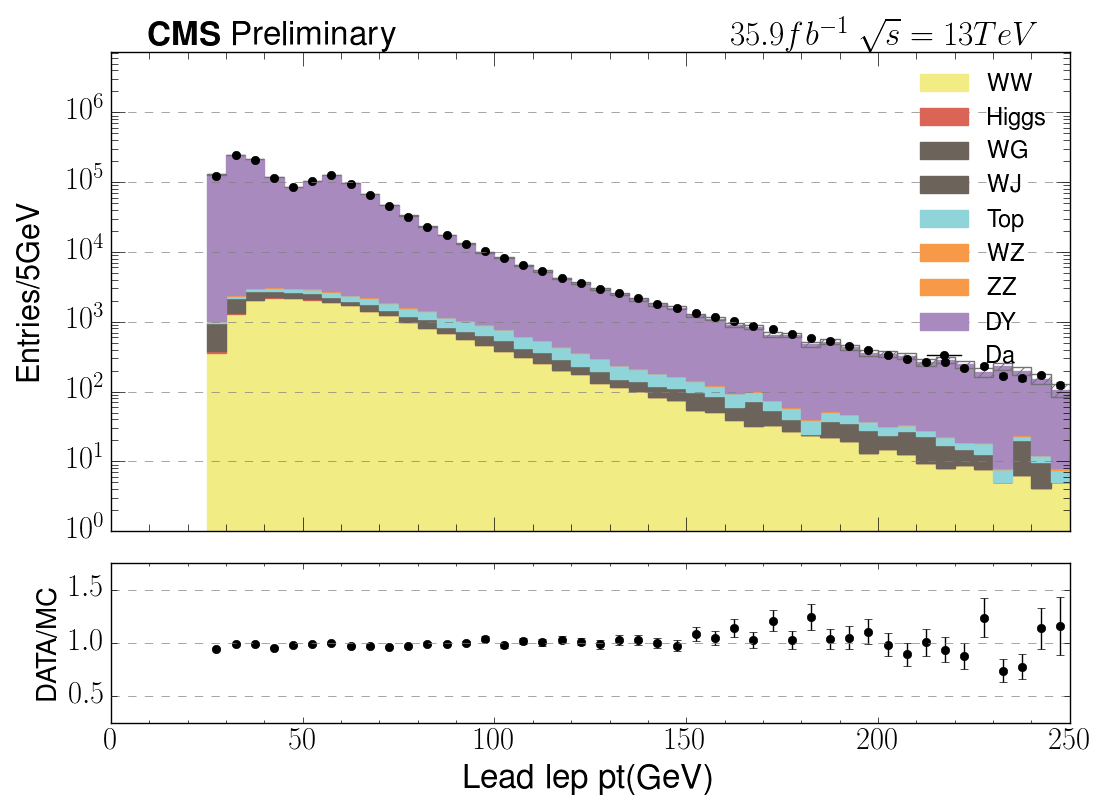 CMS Preliminary 35.9fb⁻¹ √s = 13TeV
WW
Higgs
WG
WJ
Top
WZ
ZZ
DY
Da
Entries/5GeV
10⁶
10⁵
10⁴
10³
10²
10¹
10⁰
DATA/MC
1.5
1.0
0.5
0 50 100 150 200 250
Lead lep pt(GeV)